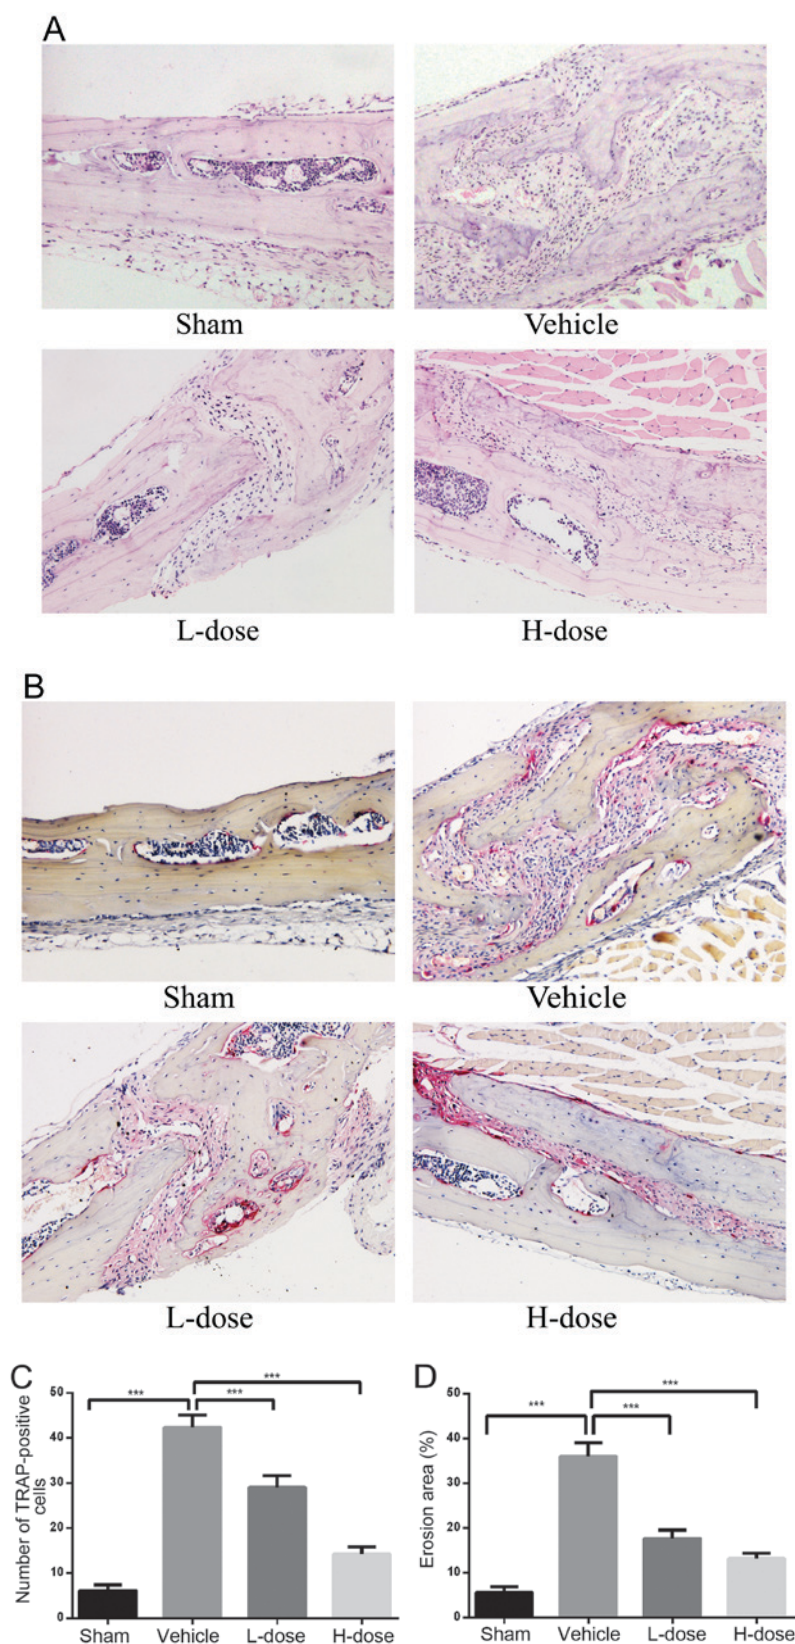 A
Sham
Vehicle
L-dose
H-dose
B
Sham
Vehicle
L-dose
H-dose
C
Number of TRAP-positive
cells
50
40
30
20
10
0
***
***
***
Sham
Vehicle
L-dose
H-dose
D
Erosion area (%)
50
40
30
20
10
0
***
***
***
Sham
Vehicle
L-dose
H-dose